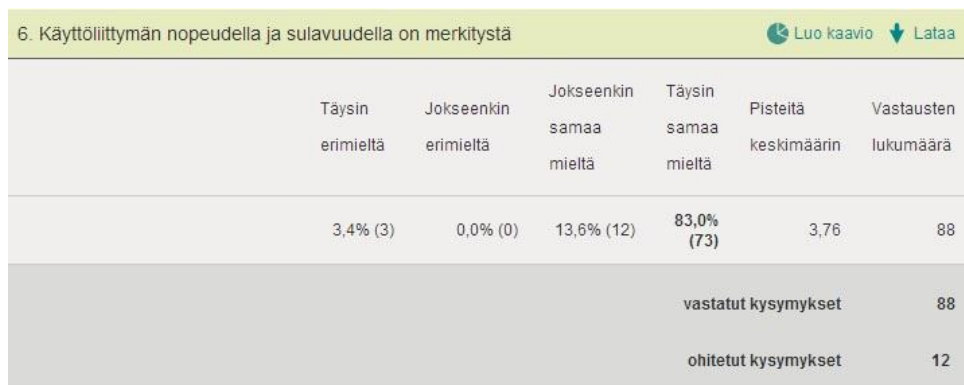 6. Käyttöliittymän nopeudella ja sulavuudella on merkitystä Luo kaavio Lataa
Täysin erimieltä Jokseenkin erimieltä Jokseenkin samaa mieltä Täysin samaa mieltä Pisteitä keskimäärin Vastausten lukumäärä
3,4% (3) 0,0% (0) 13,6% (12) 83,0% (73) 3,76 88
vastatut kysymykset 88
ohitetut kysymykset 12